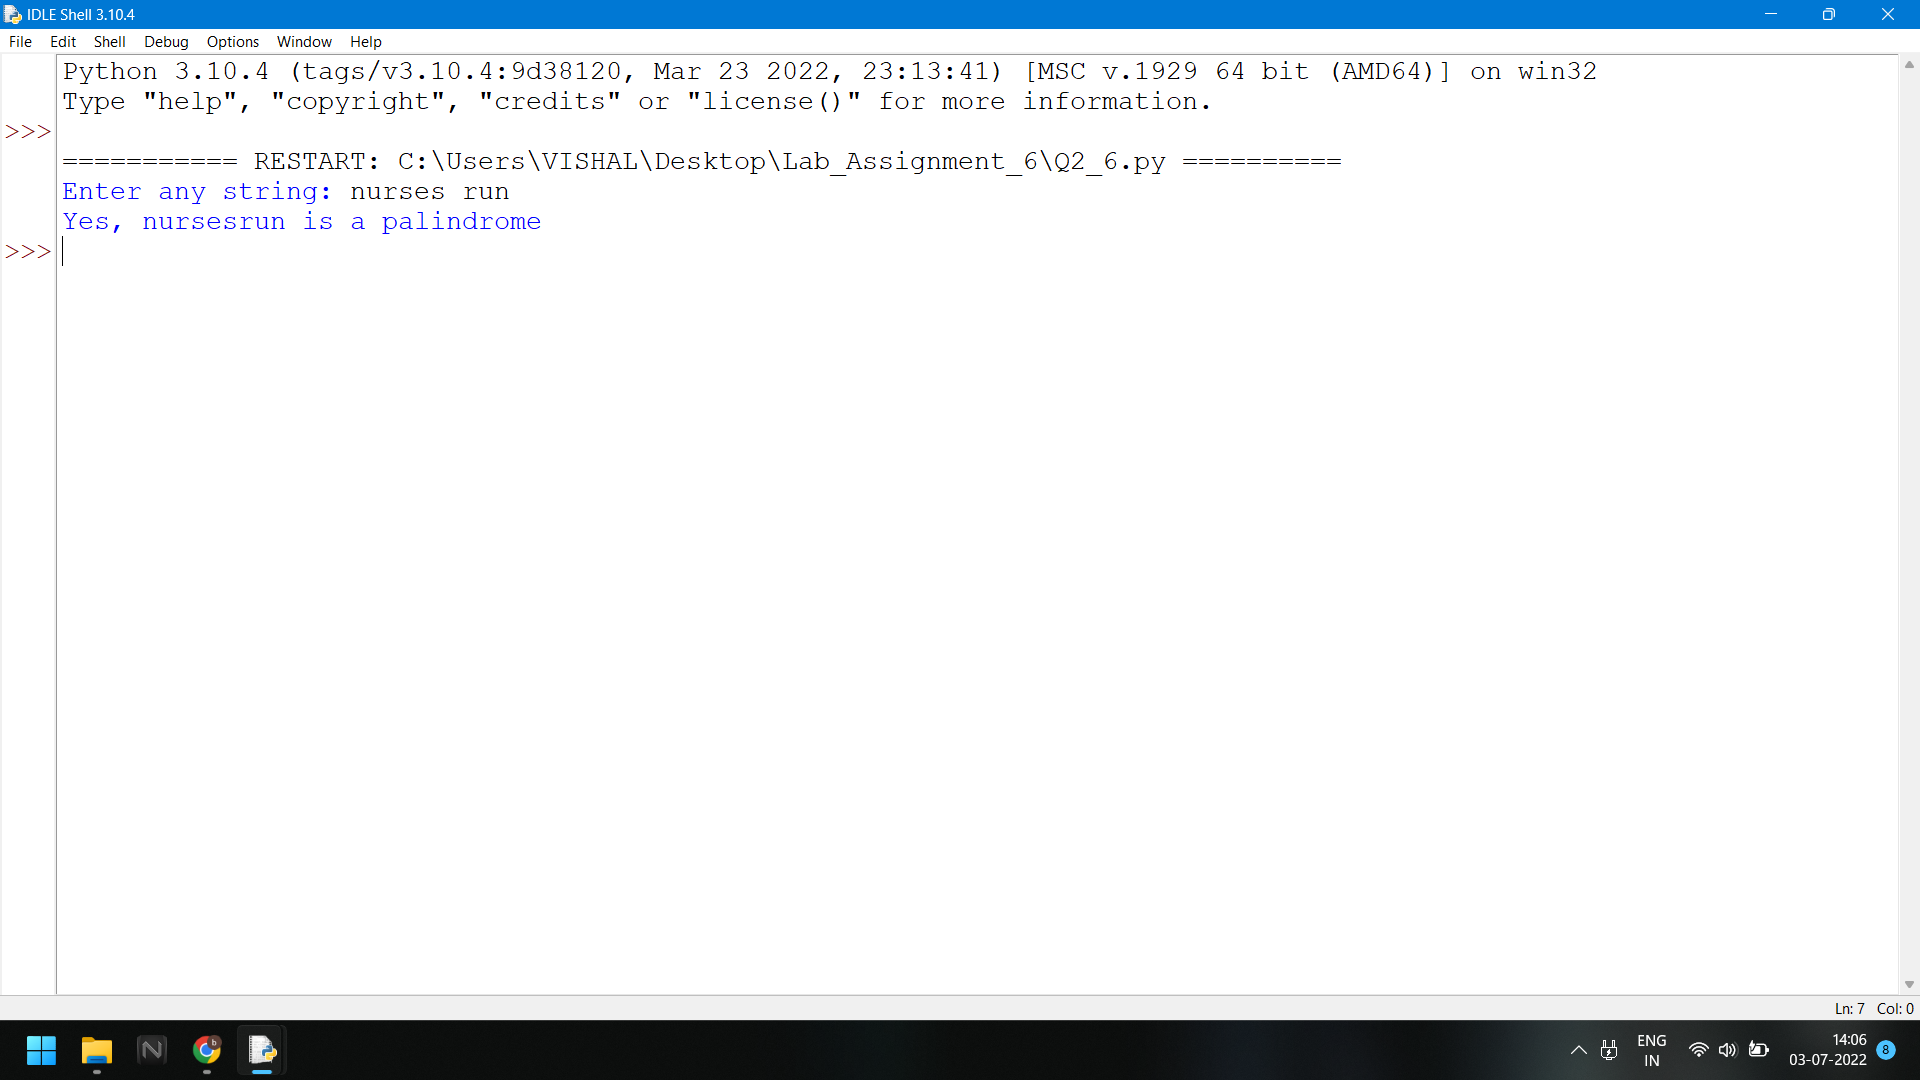 IDLE Shell 3.10.4
File Edit Shell Debug Options Window Help
Python 3.10.4 (tags/v3.10.4:9d38120, Mar 23 2022, 23:13:41) [MSC v.1929 64 bit (AMD64)] on win32
Type "help", "copyright", "credits" or "license()" for more information.
>>>
=========== RESTART: C:\Users\VISHAL\Desktop\Lab_Assignment_6\Q2_6.py ==========
Enter any string: nurses run
Yes, nursesrun is a palindrome
>>>
Ln: 7 Col: 0
ENG
IN
14:06
03-07-2022
8